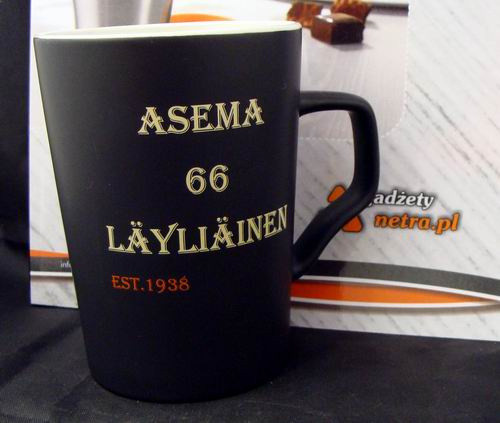 ASEMA
66
LÄYLIÄINEN
EST.1938
gadżety
netra.pl